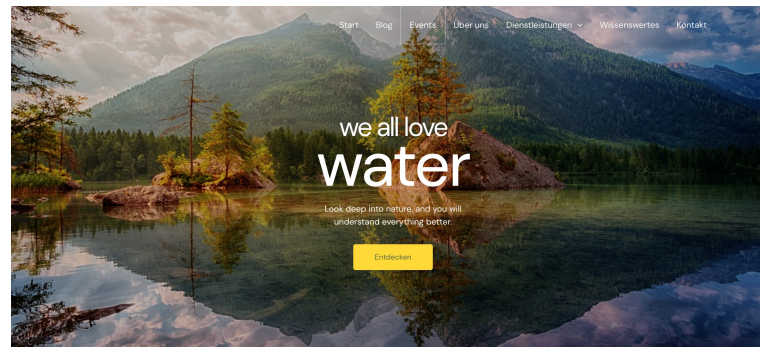 Start Blog Events Über uns Dienstleistungen Wissenswertes Kontakt
we all love
water
Look deep into nature, and you will
understand everything better.
Entdecken